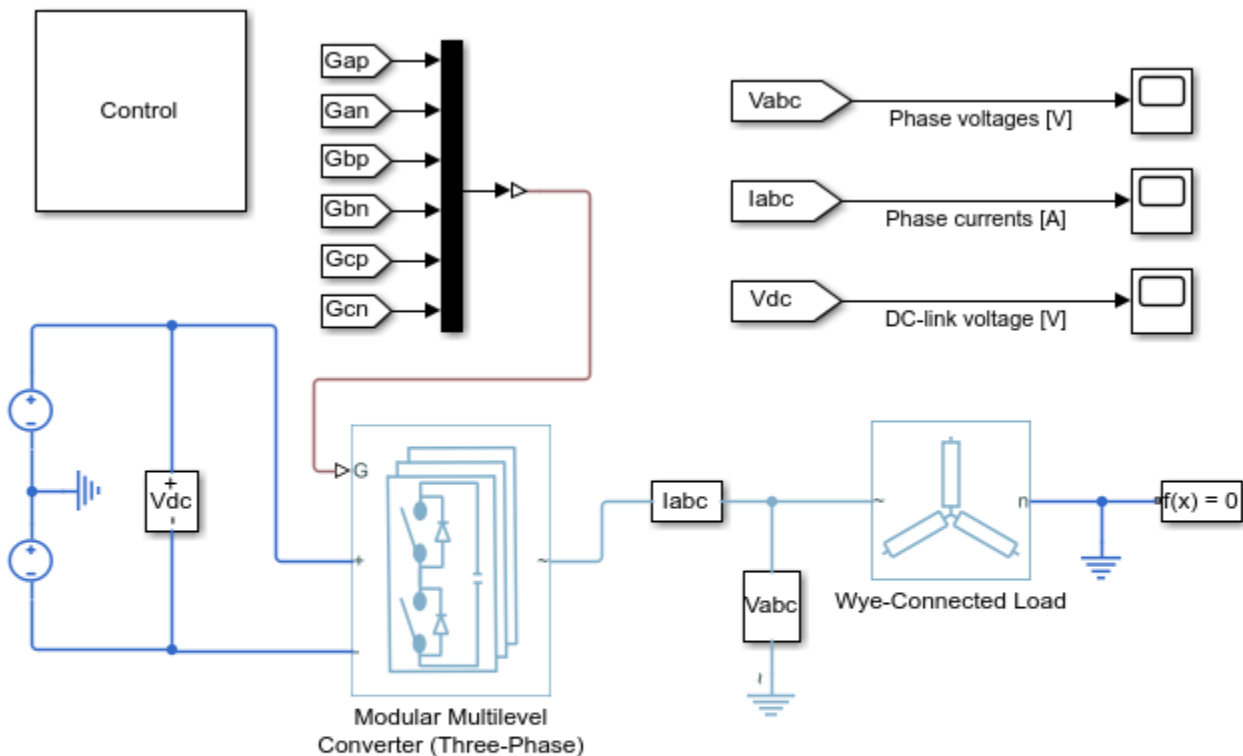 Control
Gap
Gan
Gbp
Gbn
Gcp
Gcn
Vabc
Phase voltages [V]
Iabc
Phase currents [A]
Vdc
DC-link voltage [V]
+
-
+
-
+
Vdc
-
G
+
-
~
Modular Multilevel
Converter (Three-Phase)
Iabc
Vabc
~
~
n
Wye-Connected Load
f(x) = 0